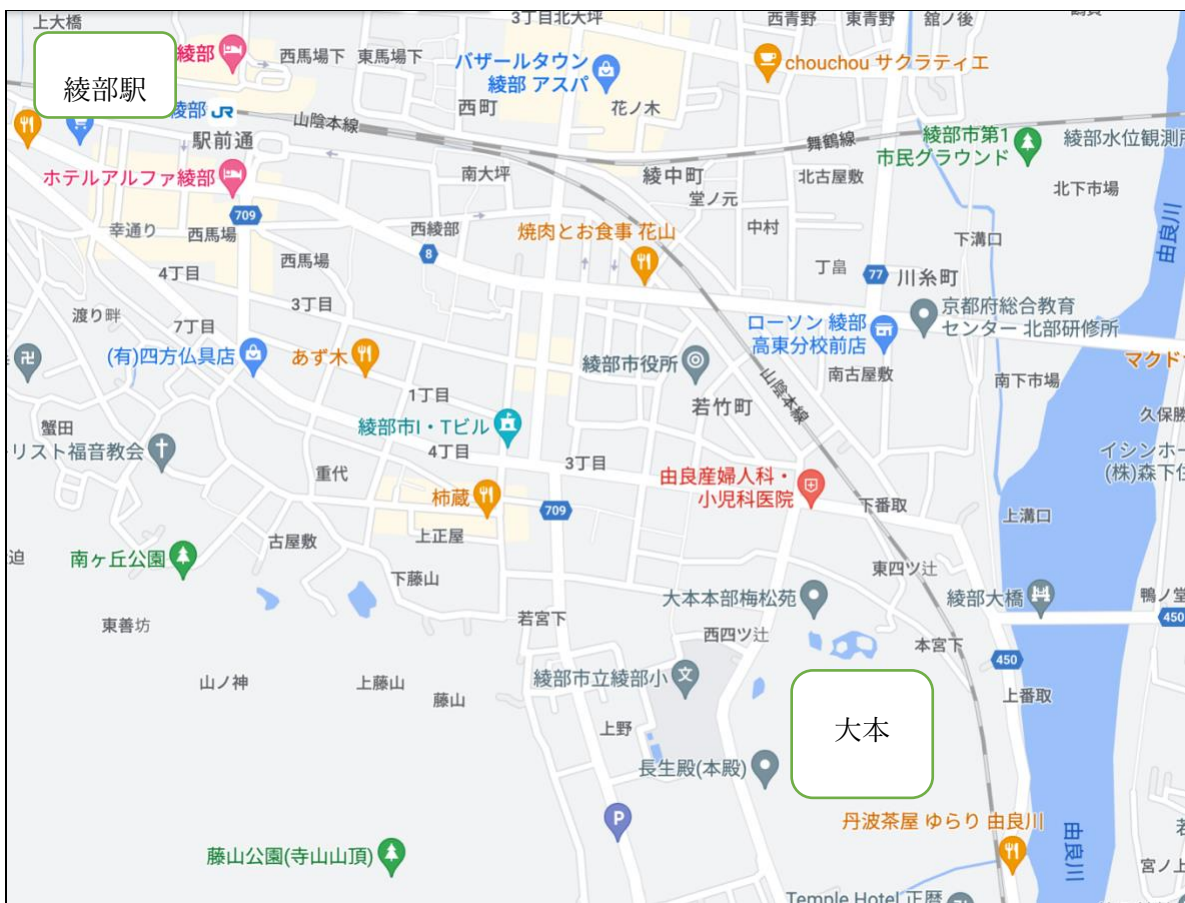 上大橋
3丁目北大坪
西青野
東青野
舘ノ後
綾部
西馬場下
東馬場下
バザールタウン
綾部 アスパ
chouchou サクラティエ
綾部駅
綾部 JR
西町
花ノ木
山陰本線
舞鶴線
綾部市第1
市民グラウンド
綾部水位観測所
駅前通
ホテルアルファ綾部
南大坪
綾中町
堂ノ元
北古屋敷
北下市場
由良川
709
幸通り
西馬場
西綾部
焼肉とお食事 花山
中村
下溝口
8
4丁目
西馬場
丁畠
77
川糸町
渡り畔
3丁目
7丁目
ローソン 綾部
高東分校前店
京都府総合教育
センター 北部研修所
(有)四方仏具店
あず木
綾部市役所
山陰本線
南古屋敷
南下市場
マクド
1丁目
若竹町
久保勝
蟹田
綾部市I・Tビル
リスト福音教会
4丁目
3丁目
イシンホー
(株)森下住
重代
柿蔵
由良産婦人科・
小児科医院
709
下番取
上溝口
古屋敷
上正屋
迫
南ヶ丘公園
下藤山
東四ツ辻
大本本部梅松苑
綾部大橋
鴨ノ堂
450
東善坊
若宮下
西四ツ辻
本宮下
450
山ノ神
上藤山
藤山
綾部市立綾部小
文
上番取
上野
大本
長生殿(本殿)
P
丹波茶屋 ゆらり 由良川
由良川
藤山公園(寺山山頂)
宮ノ上
Temple Hotel 正暦